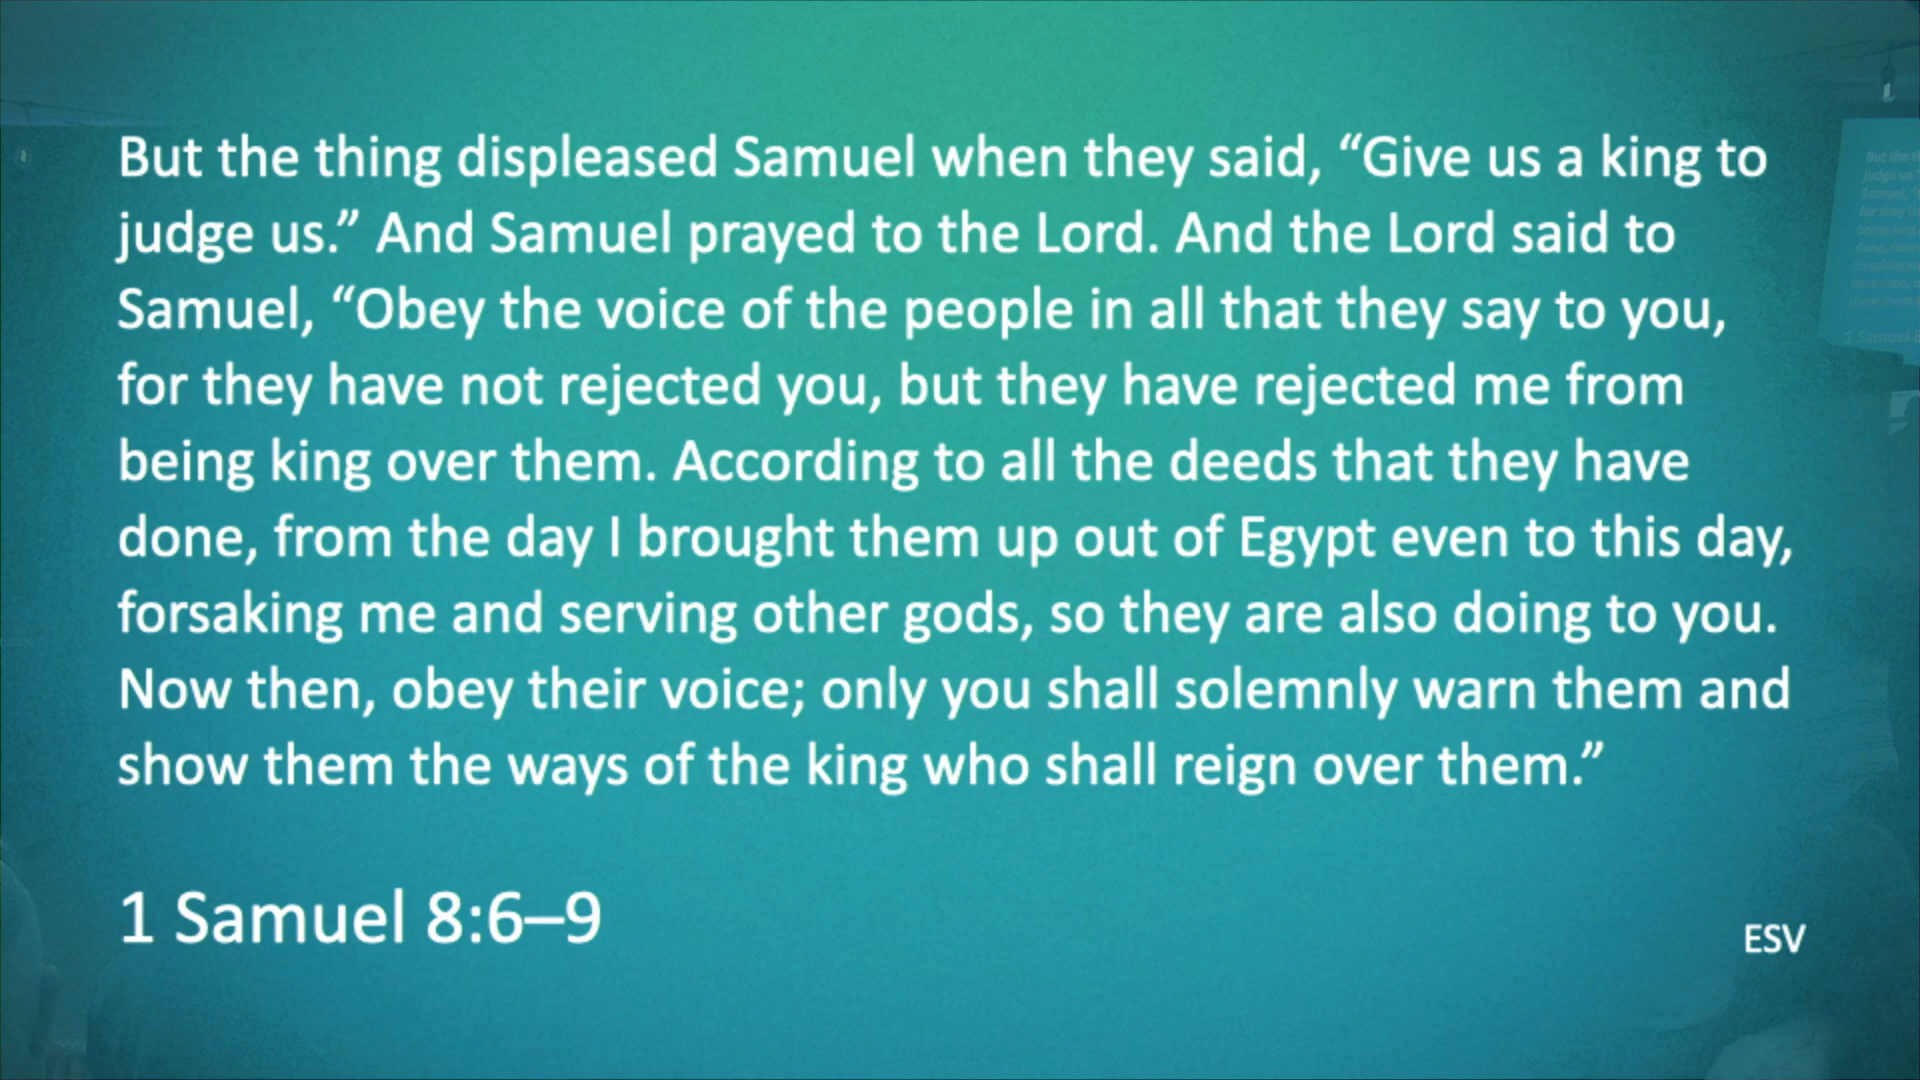 But the thing displeased Samuel when they said, “Give us a king to
judge us.” And Samuel prayed to the Lord. And the Lord said to
Samuel, “Obey the voice of the people in all that they say to you,
for they have not rejected you, but they have rejected me from
being king over them. According to all the deeds that they have
done, from the day I brought them up out of Egypt even to this day,
forsaking me and serving other gods, so they are also doing to you.
Now then, obey their voice; only you shall solemnly warn them and
show them the ways of the king who shall reign over them.”
1 Samuel 8:6–9
ESV